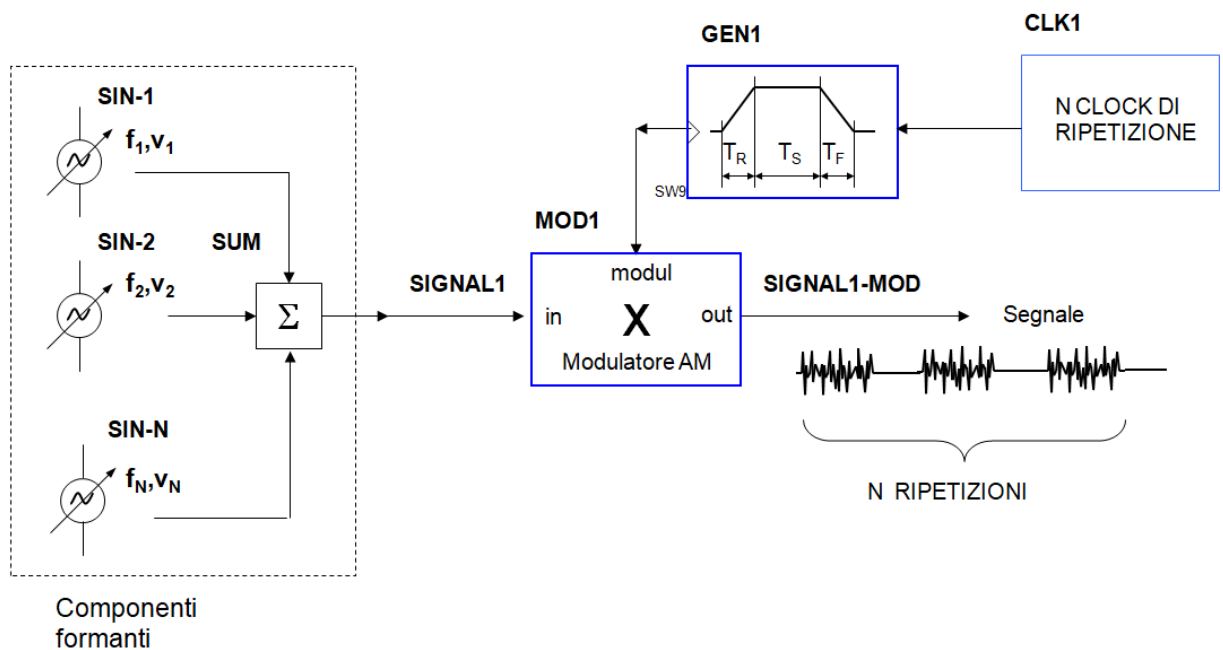 CLK1
GEN1
N CLOCK DI
RIPETIZIONE
SIN-1
f1,v1
TR
TS
TF
SW9
MOD1
SIN-2
f2,v2
SUM
Σ
SIGNAL1
modul
in
X
out
Modulatore AM
SIGNAL1-MOD
Segnale
SIN-N
fN,vN
N RIPETIZIONI
Componenti
formanti